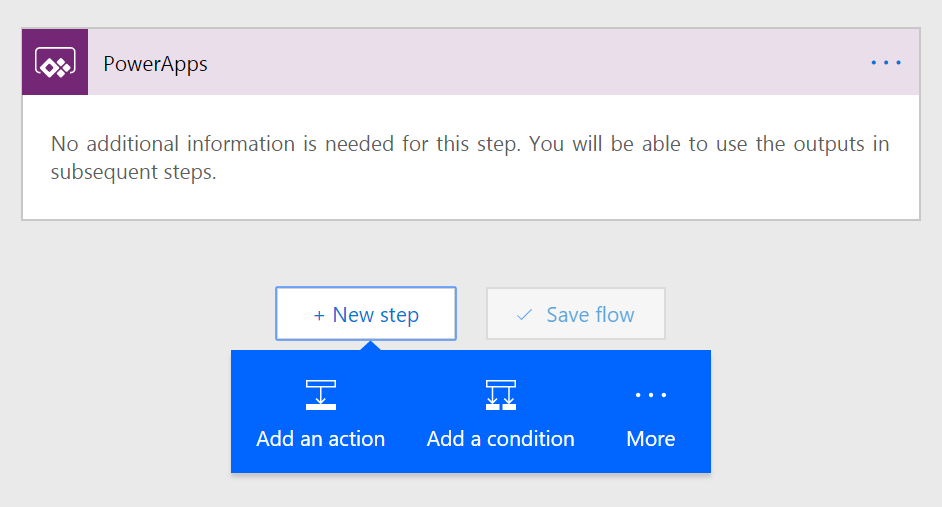 PowerApps
No additional information is needed for this step. You will be able to use the outputs in
subsequent steps.
+ New step
Save flow
Add an action
Add a condition
More